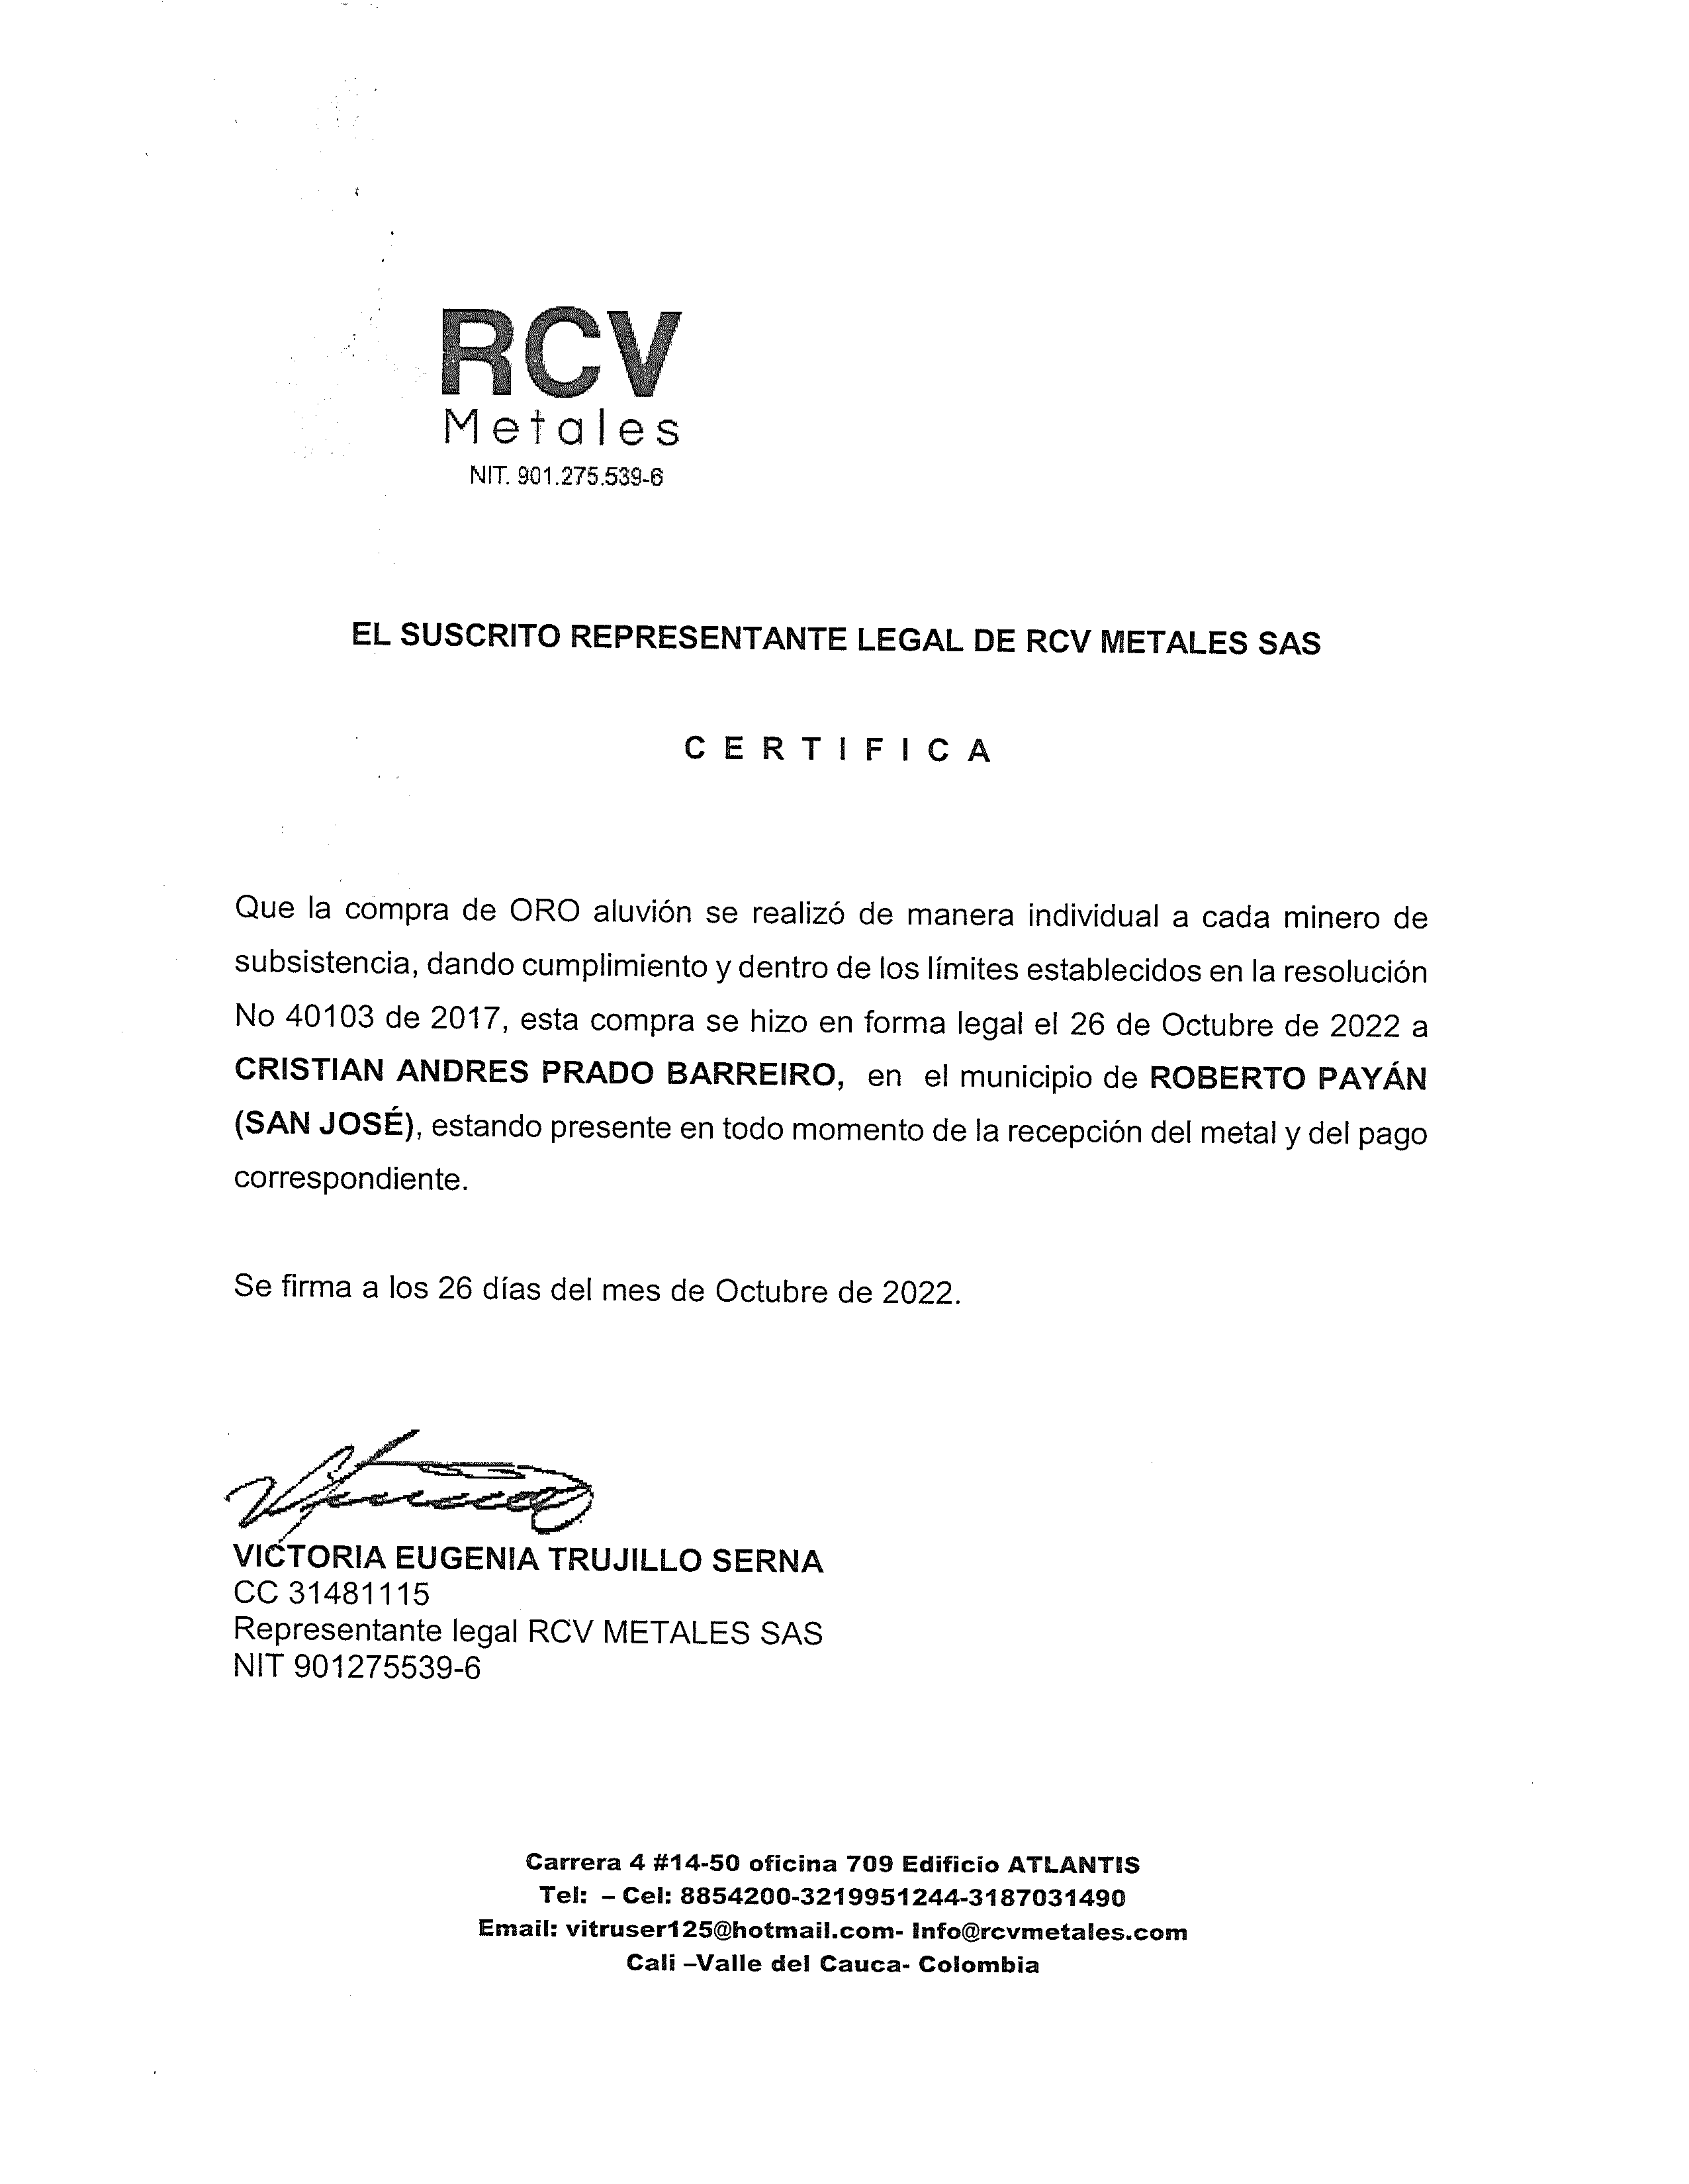 RCV
Metales
NIT. 901.275.539-6
EL SUSCRITO REPRESENTANTE LEGAL DE RCV METALES SAS
C E R T I F I C A
Que la compra de ORO aluvión se realizó de manera individual a cada minero de
subsistencia, dando cumplimiento y dentro de los límites establecidos en la resolución
No 40103 de 2017, esta compra se hizo en forma legal el 26 de Octubre de 2022 a
CRISTIAN ANDRES PRADO BARREIRO, en el municipio de ROBERTO PAYÁN
(SAN JOSÉ), estando presente en todo momento de la recepción del metal y del pago
correspondiente.
Se firma a los 26 días del mes de Octubre de 2022.
VICTORIA EUGENIA TRUJILLO SERNA
CC 31481115
Representante legal RCV METALES SAS
NIT 901275539-6
Carrera 4 #14-50 oficina 709 Edificio ATLANTIS
Tel: – Cel: 8854200-3219951244-3187031490
Email: vitruser125@hotmail.com- Info@rcvmetales.com
Cali –Valle del Cauca- Colombia